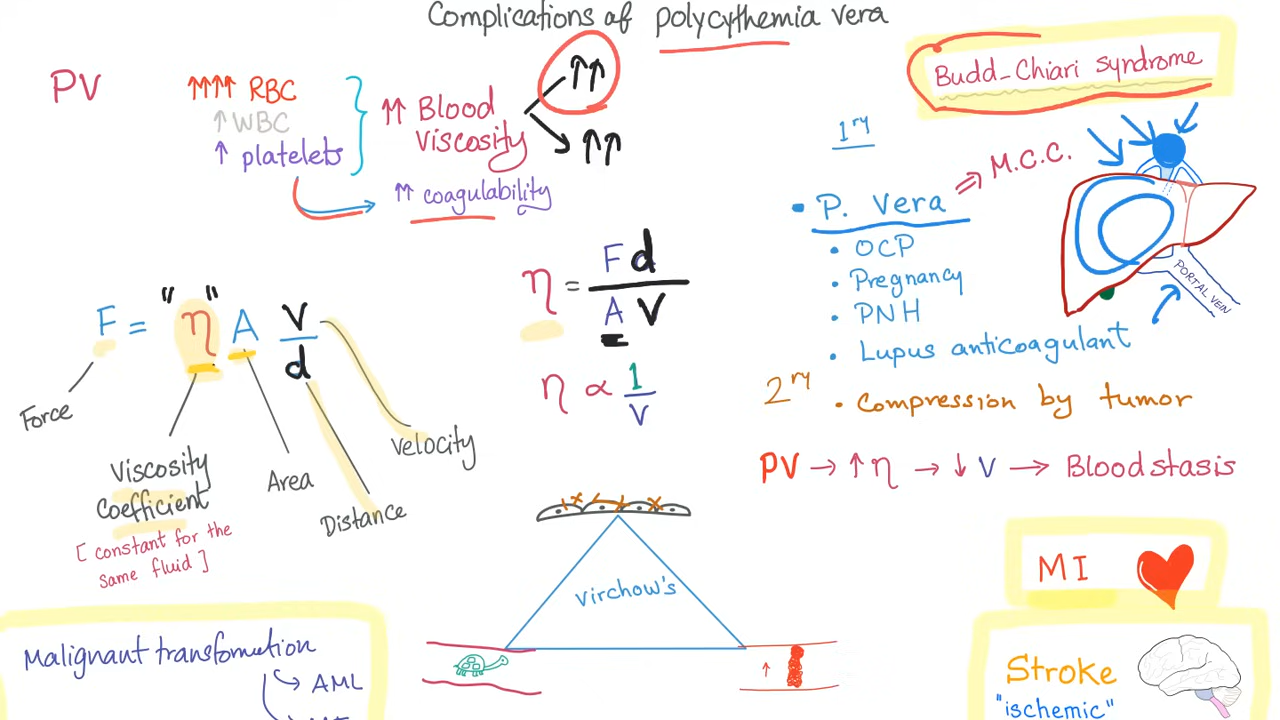 Complications of polycythemia vera
PV
↑↑↑ RBC
↑ WBC
↑ platelets
↑↑ Blood
Viscosity
↑↑
↑↑
↑↑ coagulability
Budd-Chiari syndrome
1ry
• P. Vera ⇒ M.C.C.
• OCP
• Pregnancy
• PNH
• Lupus anticoagulant
PORTAL VEIN
2ry
• Compression by tumor
F = "η" A V/d
Force
Viscosity
Coefficient
[constant for the
same fluid]
Area
Distance
Velocity
η = Fd/AV
η ∝ 1/V
PV → ↑η → ↓V → Blood stasis
Virchow's
↑
MI
Stroke
"ischemic"
Malignant transformation
AML